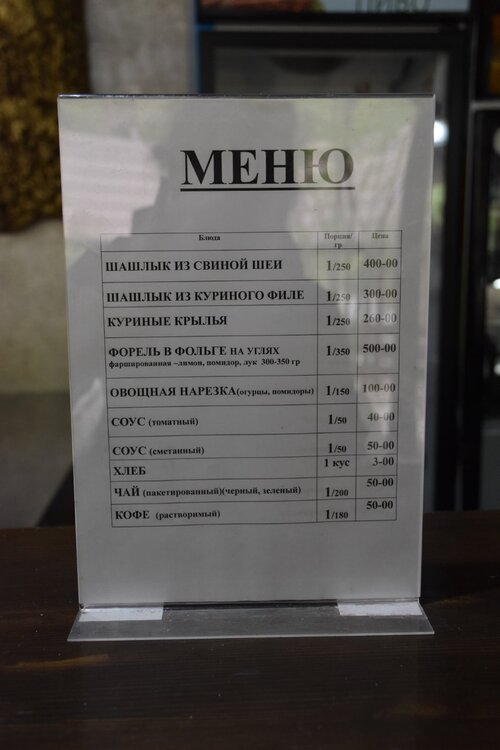 ПИВО
МЕНЮ
Блюда Порция/ Цена
гр
ШАШЛЫК ИЗ СВИНОЙ ШЕИ 1/250 400-00
ШАШЛЫК ИЗ КУРИНОГО ФИЛЕ 1/250 300-00
КУРИНЫЕ КРЫЛЬЯ 1/250 260-00
ФОРЕЛЬ В ФОЛЬГЕ НА УГЛЯХ 1/350 500-00
фаршированная –лимон, помидор, лук 300-350 гр
ОВОЩНАЯ НАРЕЗКА(огурцы, помидоры) 1/150 100-00
СОУС (томатный) 1/50 40-00
СОУС (сметанный) 1/50 50-00
ХЛЕБ 1 кус 3-00
ЧАЙ (пакетированный)(черный, зеленый) 1/200 50-00
КОФЕ (растворимый) 1/180 50-00